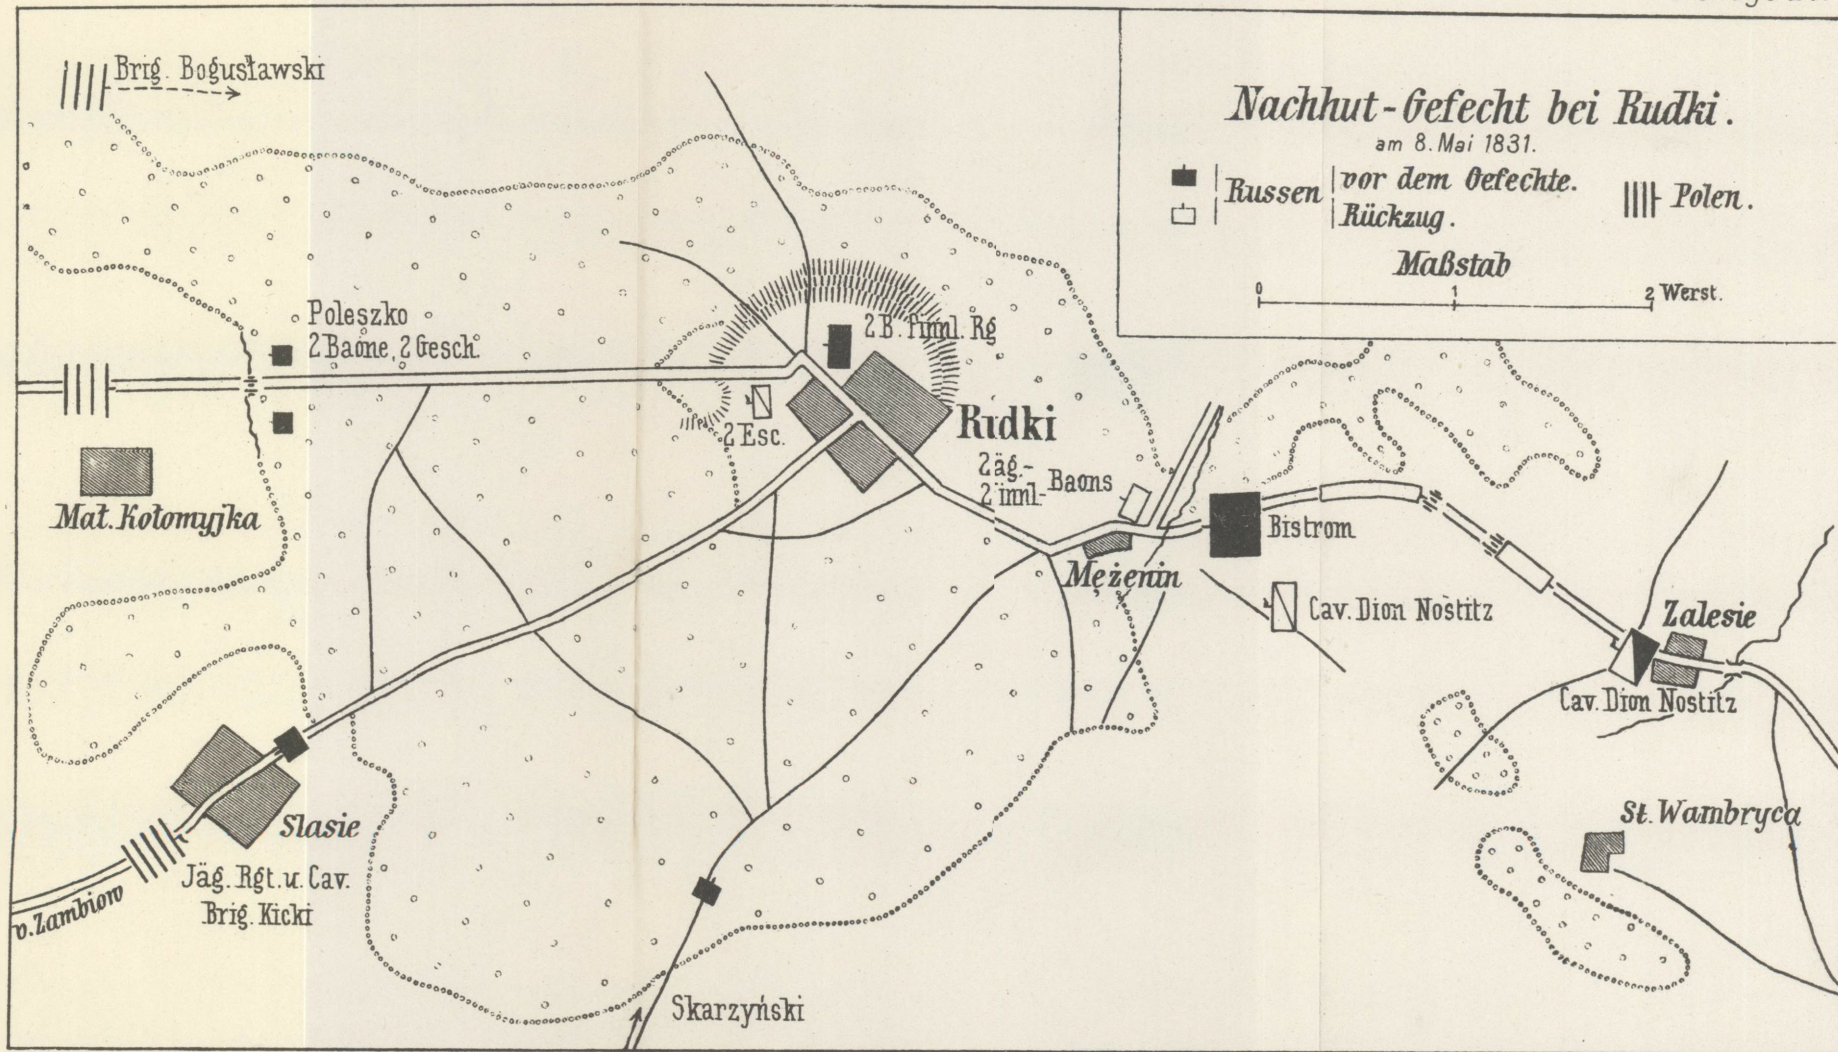 Brig. Bogusławski
Nachhut-Gefecht bei Rudki.
am 8. Mai 1831.
Russen
vor dem Gefechte.
Rückzug.
Polen.
Maßstab
0 1 2 Werst.
Poleszko
2 Baone, 2 Gesch.
2 B. finnl. Rg
2 Esc.
Rudki
2 Jäg.-
2 finnl-
Baons
Mał. Kołomyjka
Bistrom
Mężenin
Cav. Dion Nostitz
Zalesie
Cav. Dion Nostitz
St. Wambryca
Slasie
Jäg. Rgt. u. Cav.
Brig. Kicki
v. Zambiow
Skarzyński